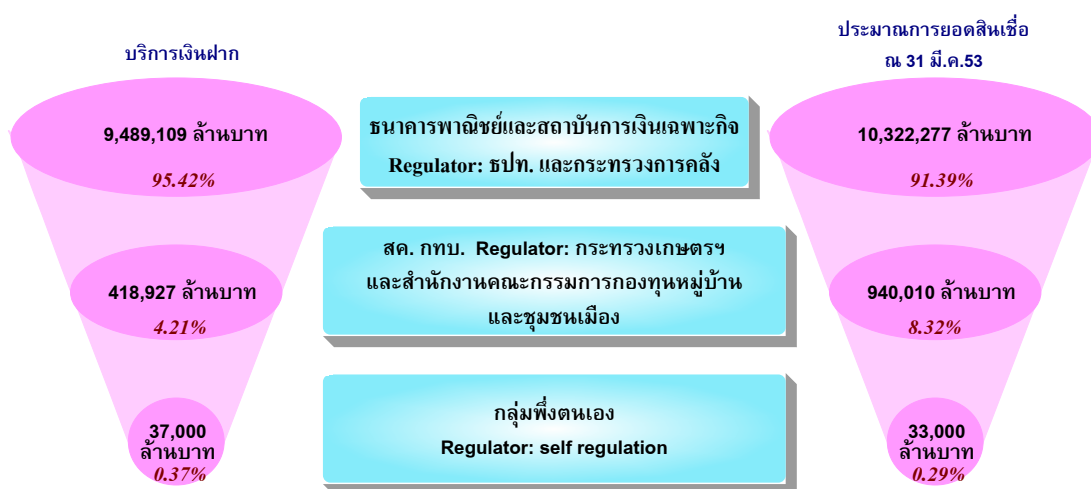 บริการเงินฝาก
9,489,109 ล้านบาท
95.42%
418,927 ล้านบาท
4.21%
37,000
ล้านบาท
0.37%
ธนาคารพาณิชย์และสถาบันการเงินเฉพาะกิจ
Regulator: ธปท. และกระทรวงการคลัง
สค. กทบ. Regulator: กระทรวงเกษตรฯ
และสำนักงานคณะกรรมการกองทุนหมู่บ้าน
และชุมชนเมือง
กลุ่มพึ่งตนเอง
Regulator: self regulation
ประมาณการยอดสินเชื่อ
ณ 31 มี.ค.53
10,322,277 ล้านบาท
91.39%
940,010 ล้านบาท
8.32%
33,000
ล้านบาท
0.29%